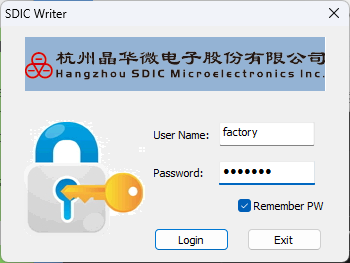 SDIC Writer
杭州晶华微电子股份有限公司
Hangzhou SDIC Microelectronics Inc.
User Name: factory
Password: •••••••
Remember PW
Login Exit